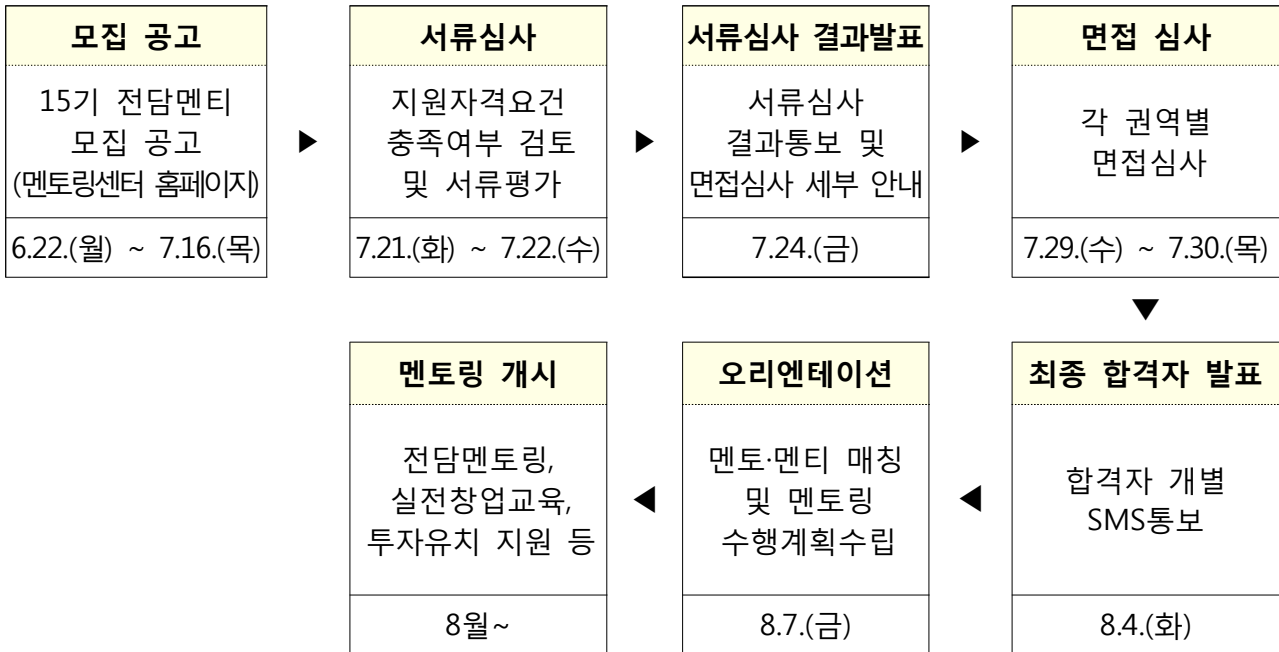 모집 공고
15기 전담멘티
모집 공고
(멘토링센터 홈페이지)
6.22.(월) ~ 7.16.(목)
▶
서류심사
지원자격요건
충족여부 검토
및 서류평가
7.21.(화) ~ 7.22.(수)
▶
서류심사 결과발표
서류심사
결과통보 및
면접심사 세부 안내
7.24.(금)
▶
면접 심사
각 권역별
면접심사
7.29.(수) ~ 7.30.(목)
▼
최종 합격자 발표
합격자 개별
SMS통보
8.4.(화)
◀
오리엔테이션
멘토·멘티 매칭
및 멘토링
수행계획수립
8.7.(금)
◀
멘토링 개시
전담멘토링,
실전창업교육,
투자유치 지원 등
8월~